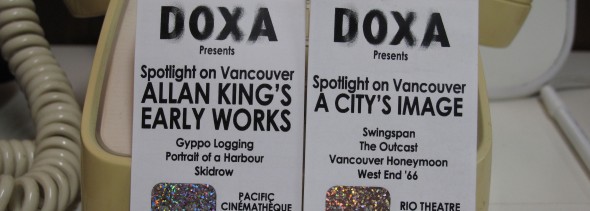 DOXA
Presents
Spotlight on Vancouver
ALLAN KING'S
EARLY WORKS
Gyppo Logging
Portrait of a Harbour
Skidrow
PACIFIC
CINÉMATHÈQUE
DOXA
Presents
Spotlight on Vancouver
A CITY'S IMAGE
Swingspan
The Outcast
Vancouver Honeymoon
West End '66
RIO THEATRE